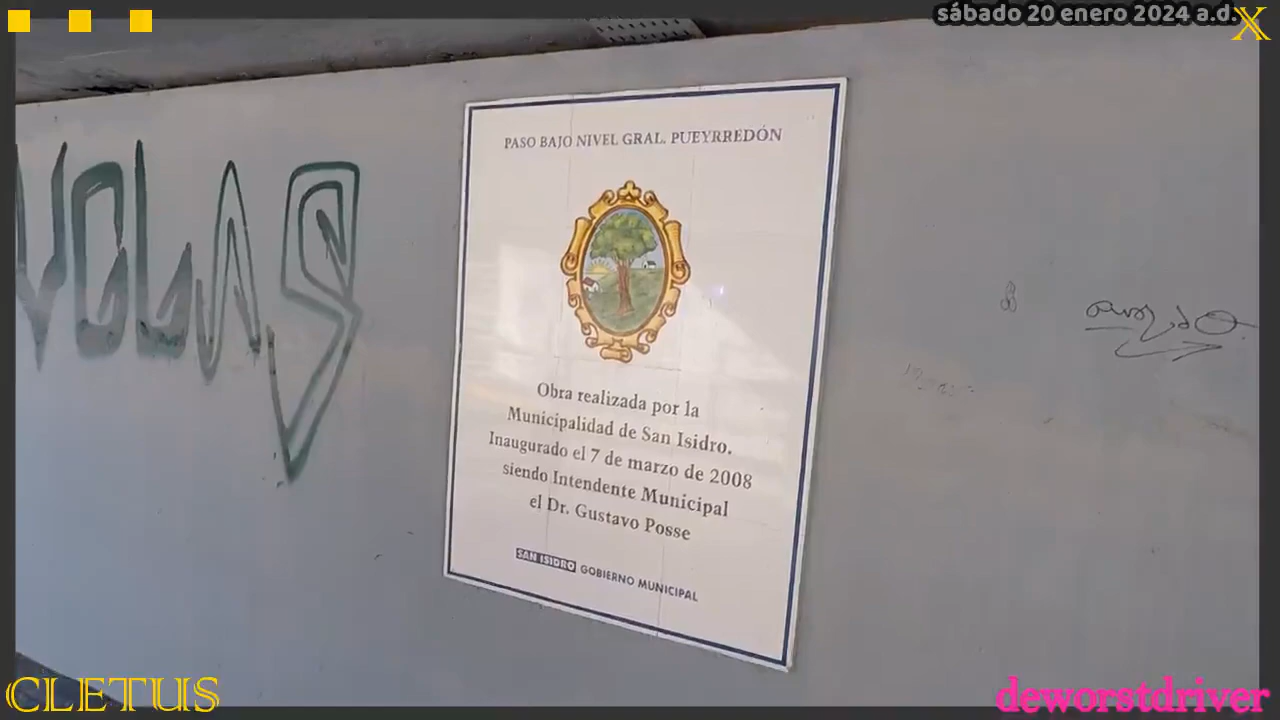 sábado 20 enero 2024 a.d.
X
PASO BAJO NIVEL GRAL. PUEYRREDÓN
Obra realizada por la
Municipalidad de San Isidro.
Inaugurado el 7 de marzo de 2008
siendo Intendente Municipal
el Dr. Gustavo Posse
SAN ISIDRO GOBIERNO MUNICIPAL
VOLAS
CLETUS
deworstdriver